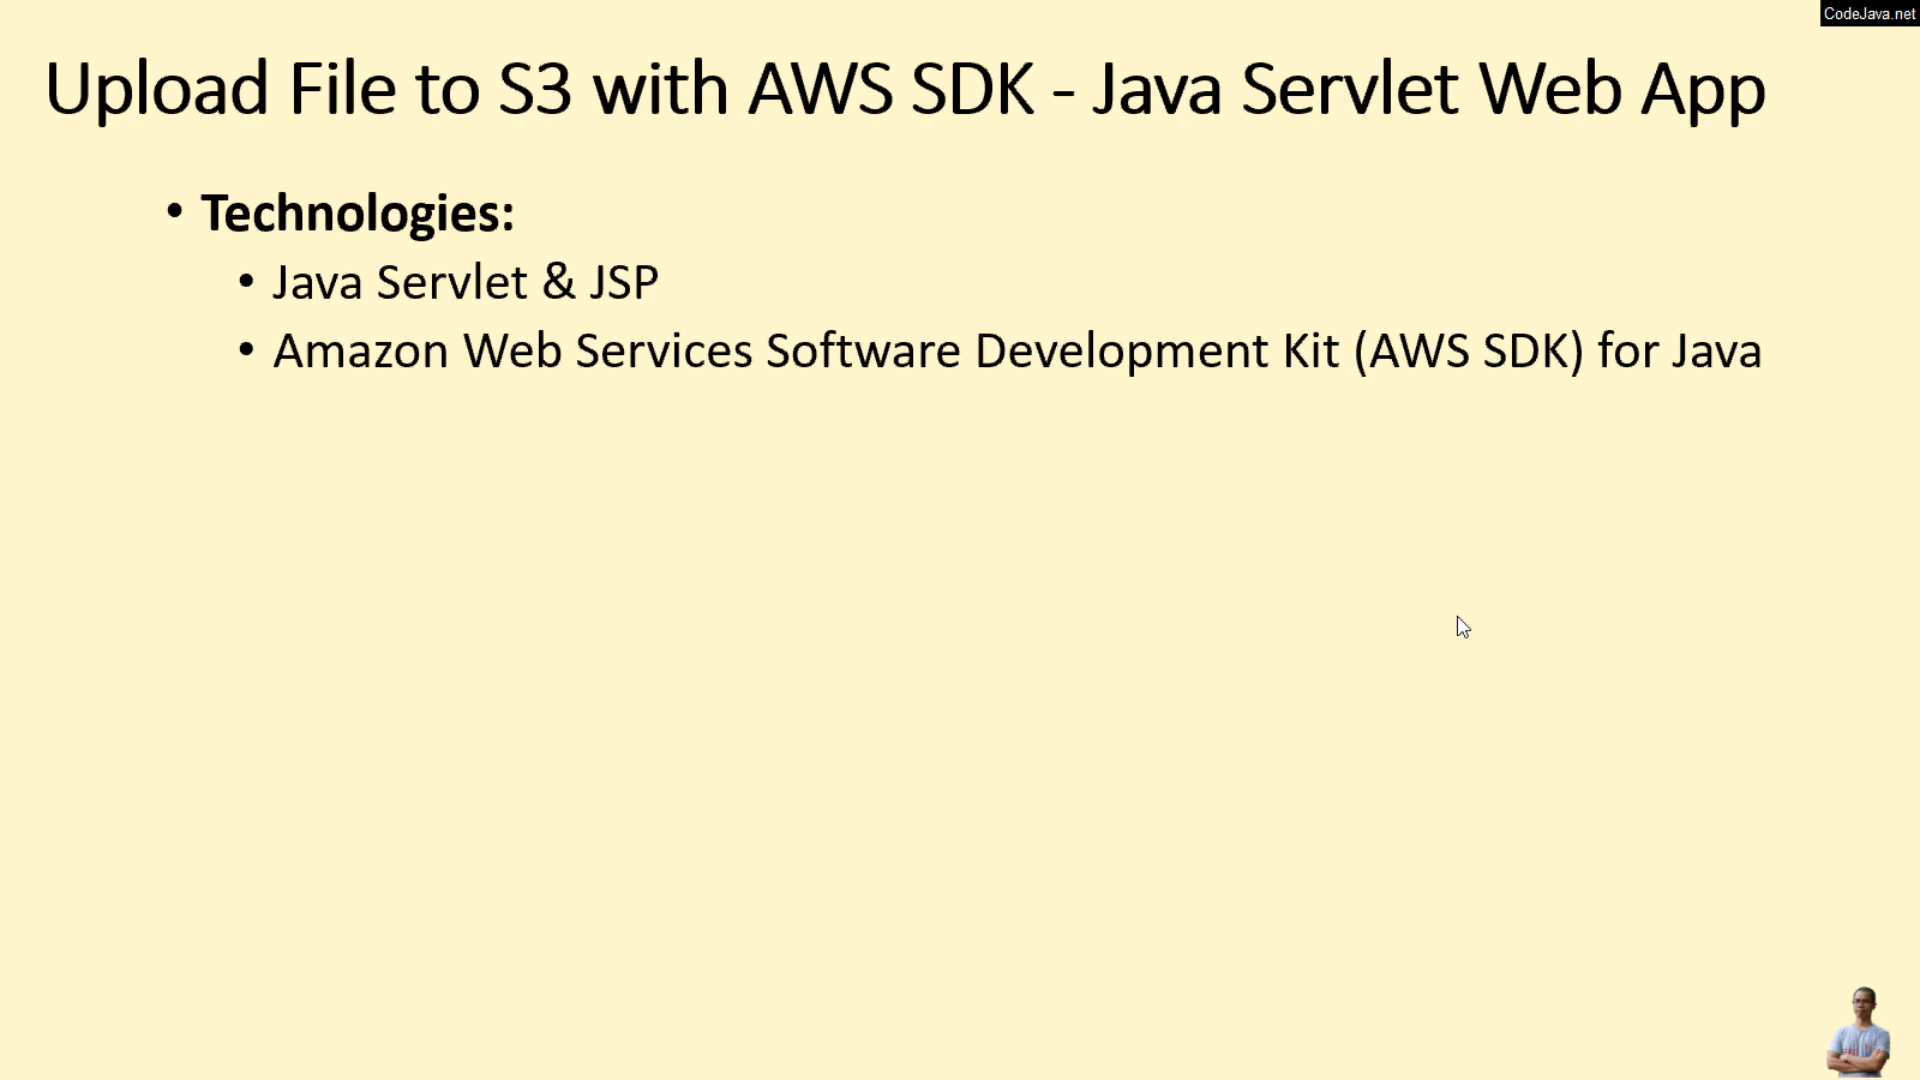 CodeJava.net
Upload File to S3 with AWS SDK - Java Servlet Web App
• Technologies:
• Java Servlet & JSP
• Amazon Web Services Software Development Kit (AWS SDK) for Java